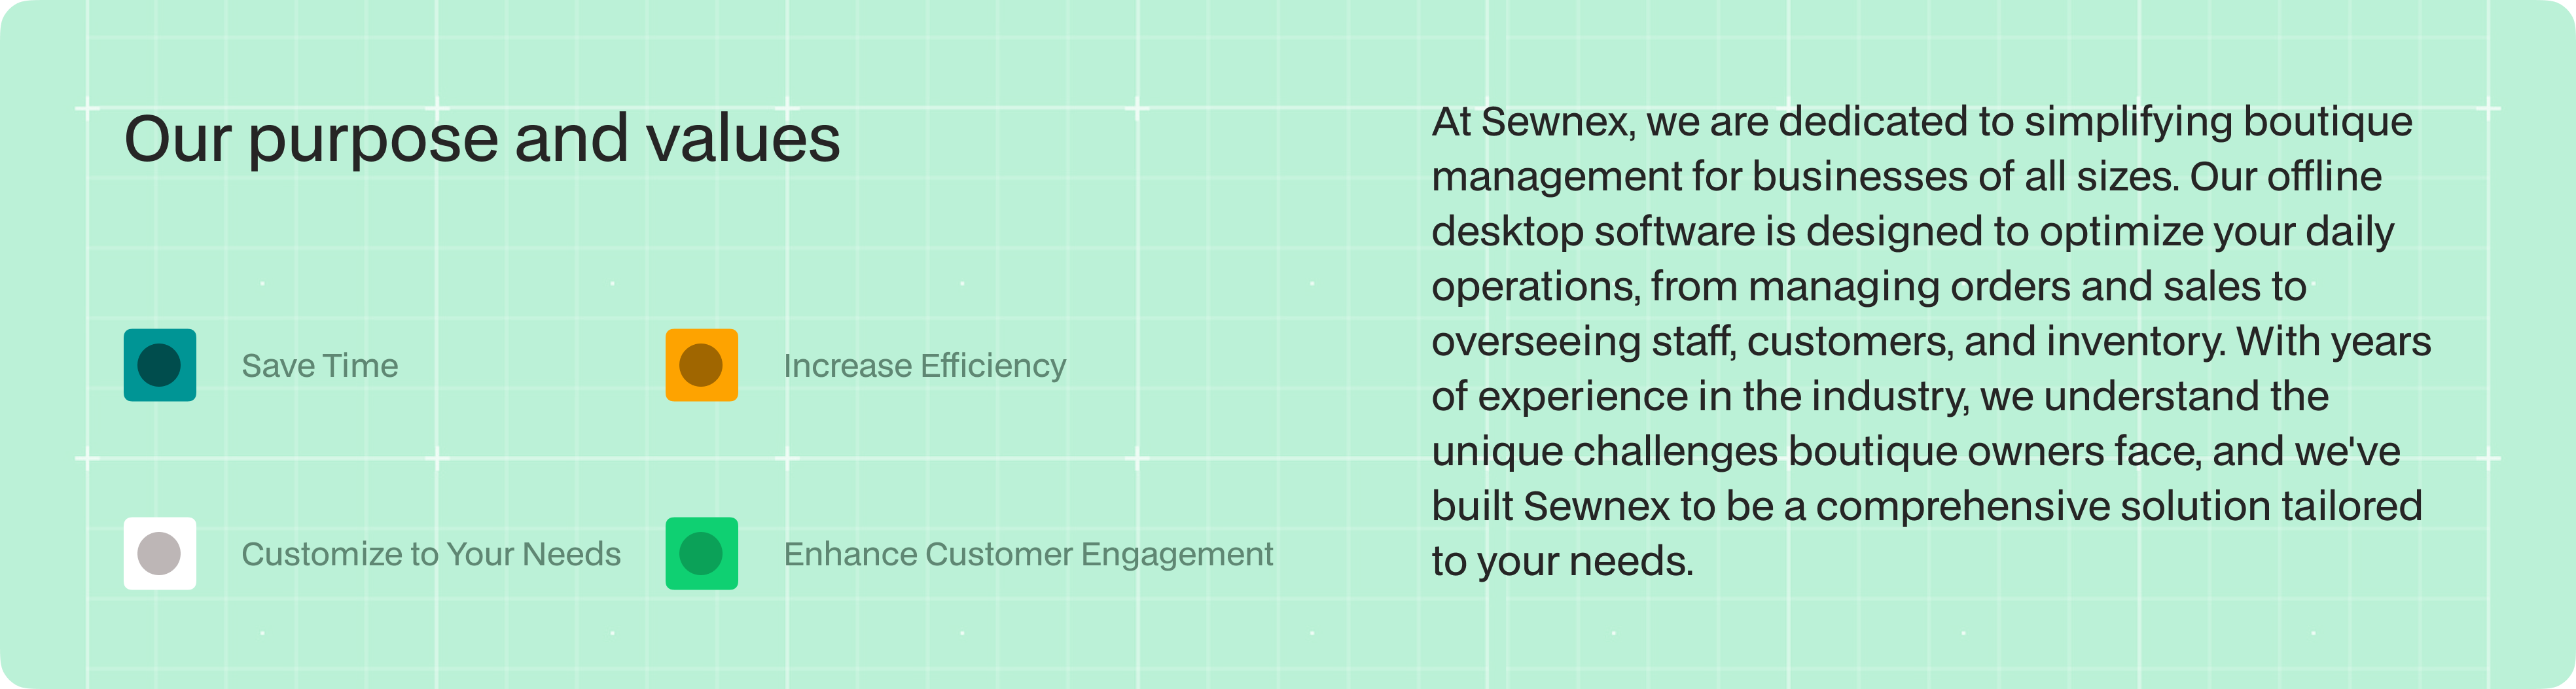 Our purpose and values
Save Time
Increase Efficiency
Customize to Your Needs
Enhance Customer Engagement
At Sewnex, we are dedicated to simplifying boutique
management for businesses of all sizes. Our offline
desktop software is designed to optimize your daily
operations, from managing orders and sales to
overseeing staff, customers, and inventory. With years
of experience in the industry, we understand the
unique challenges boutique owners face, and we've
built Sewnex to be a comprehensive solution tailored
to your needs.